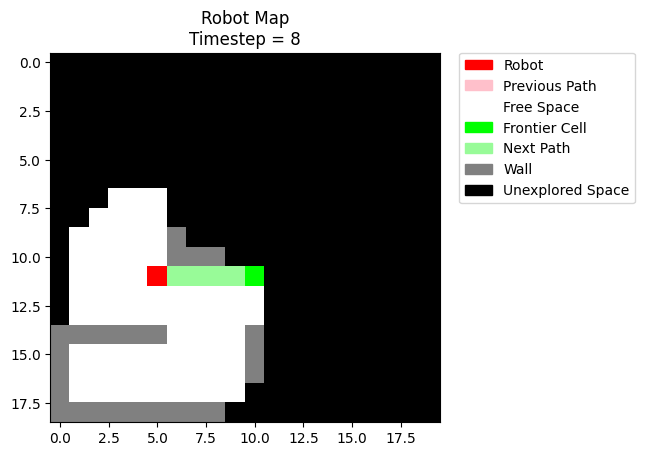 Robot Map
Timestep = 8
0.0
2.5
5.0
7.5
10.0
12.5
15.0
17.5
0.0
2.5
5.0
7.5
10.0
12.5
15.0
17.5
Robot
Previous Path
Free Space
Frontier Cell
Next Path
Wall
Unexplored Space